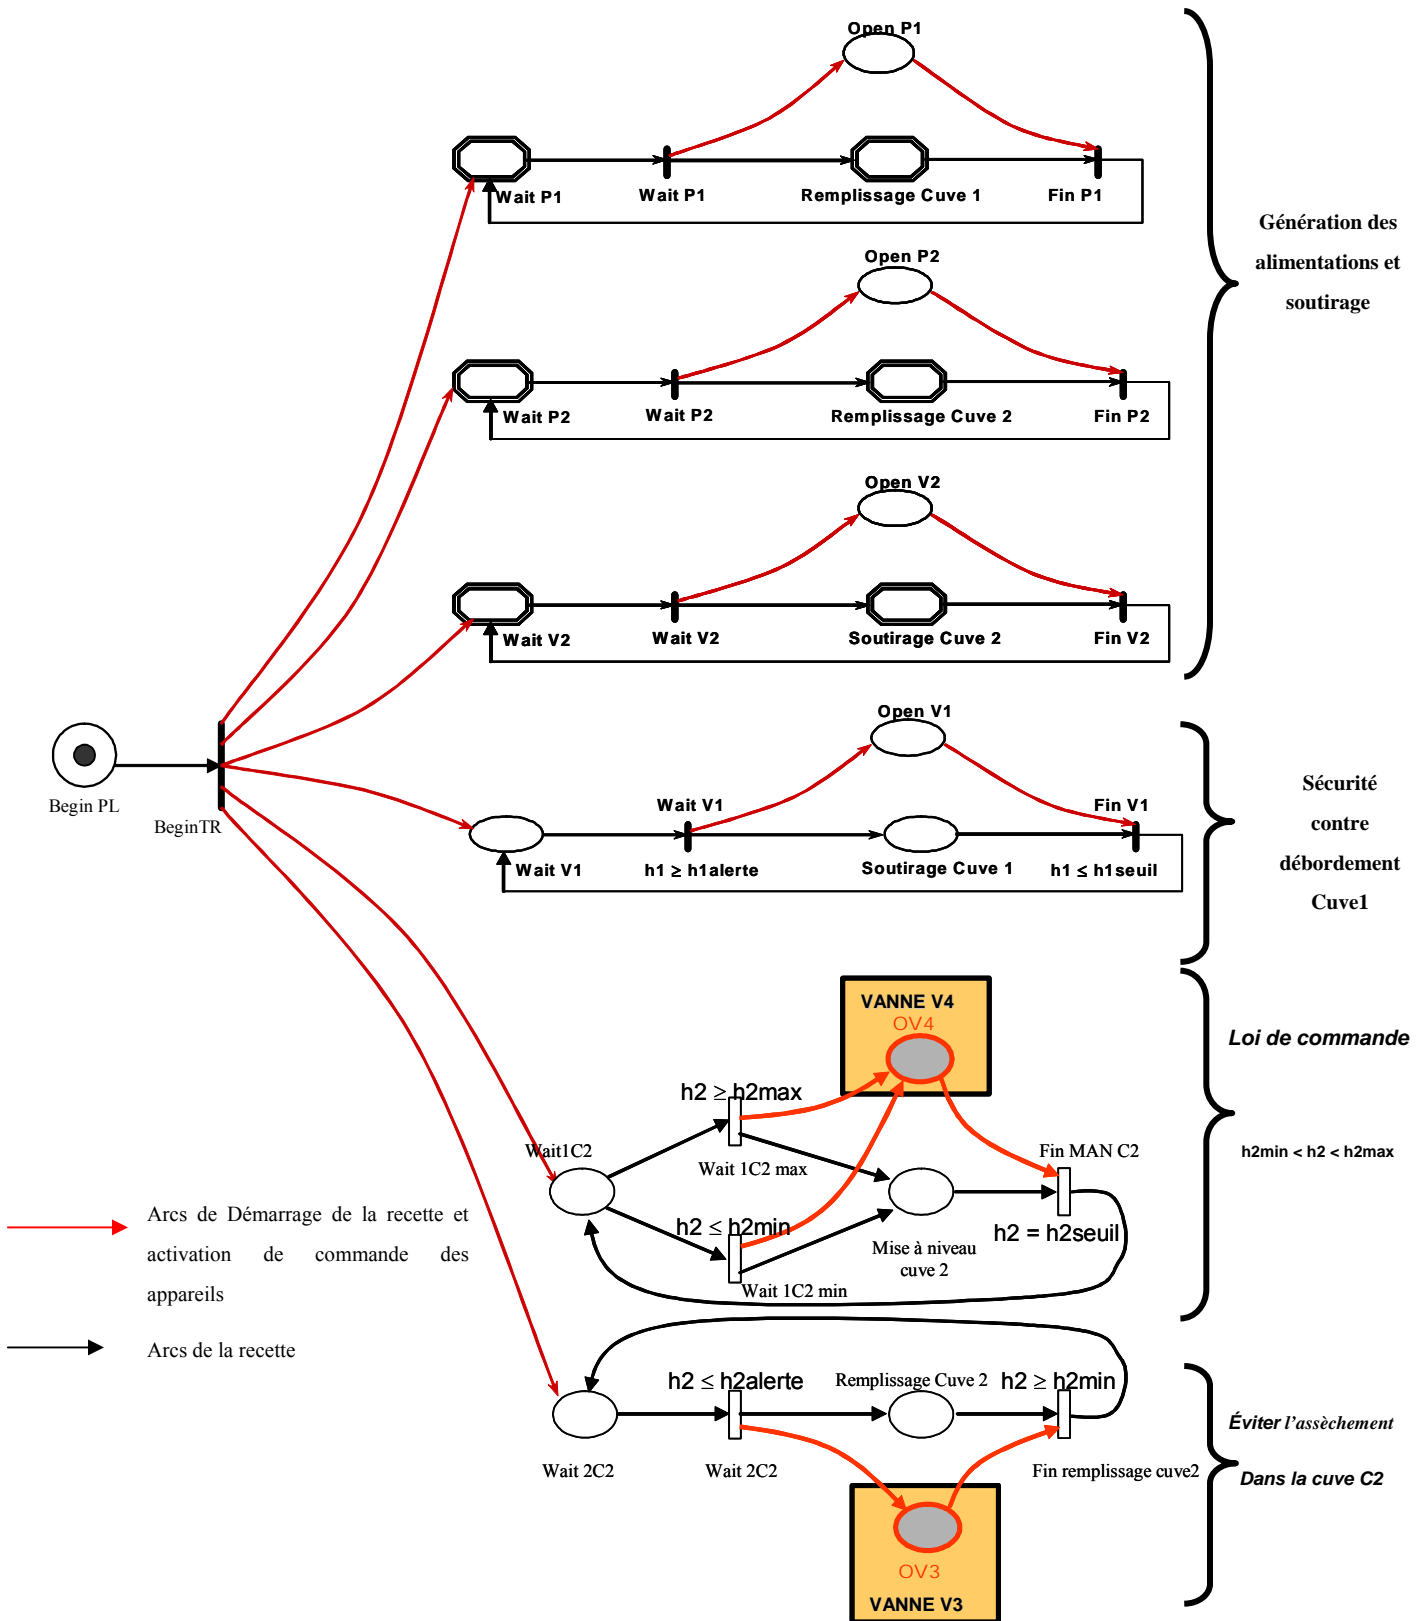 Open P1
Wait P1
Wait P1
Remplissage Cuve 1
Fin P1
Génération des
alimentations et
soutirage
Open P2
Wait P2
Wait P2
Remplissage Cuve 2
Fin P2
Open V2
Wait V2
Wait V2
Soutirage Cuve 2
Fin V2
Open V1
Begin PL
BeginTR
Wait V1
Fin V1
Wait V1
h1 ≥ h1alerte
Soutirage Cuve 1
h1 ≤ h1seuil
Sécurité
contre
débordement
Cuve1
VANNE V4
OV4
Loi de commande
h2 ≥ h2max
Wait1C2
Wait 1C2 max
Fin MAN C2
h2min < h2 < h2max
h2 ≤ h2min
Mise à niveau
cuve 2
h2 = h2seuil
Wait 1C2 min
Arcs de Démarrage de la recette et
activation de commande des
appareils
Arcs de la recette
h2 ≤ h2alerte
Remplissage Cuve 2
h2 ≥ h2min
Wait 2C2
Wait 2C2
Fin remplissage cuve2
Éviter l'assèchement
Dans la cuve C2
OV3
VANNE V3